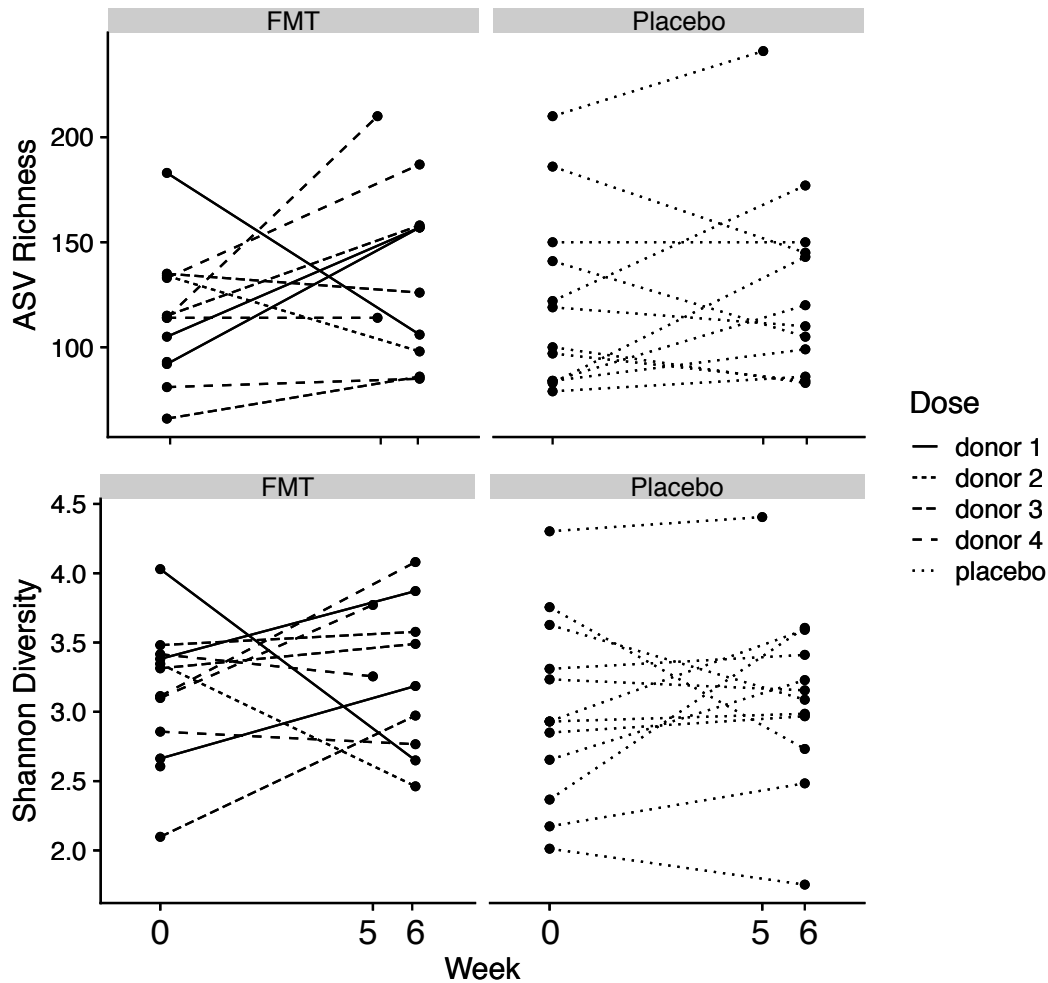 FMT Placebo
ASV Richness
200
150
100
FMT Placebo
Shannon Diversity
4.5
4.0
3.5
3.0
2.5
2.0
0 5 6 0 5 6
Week
Dose
donor 1
donor 2
donor 3
donor 4
placebo